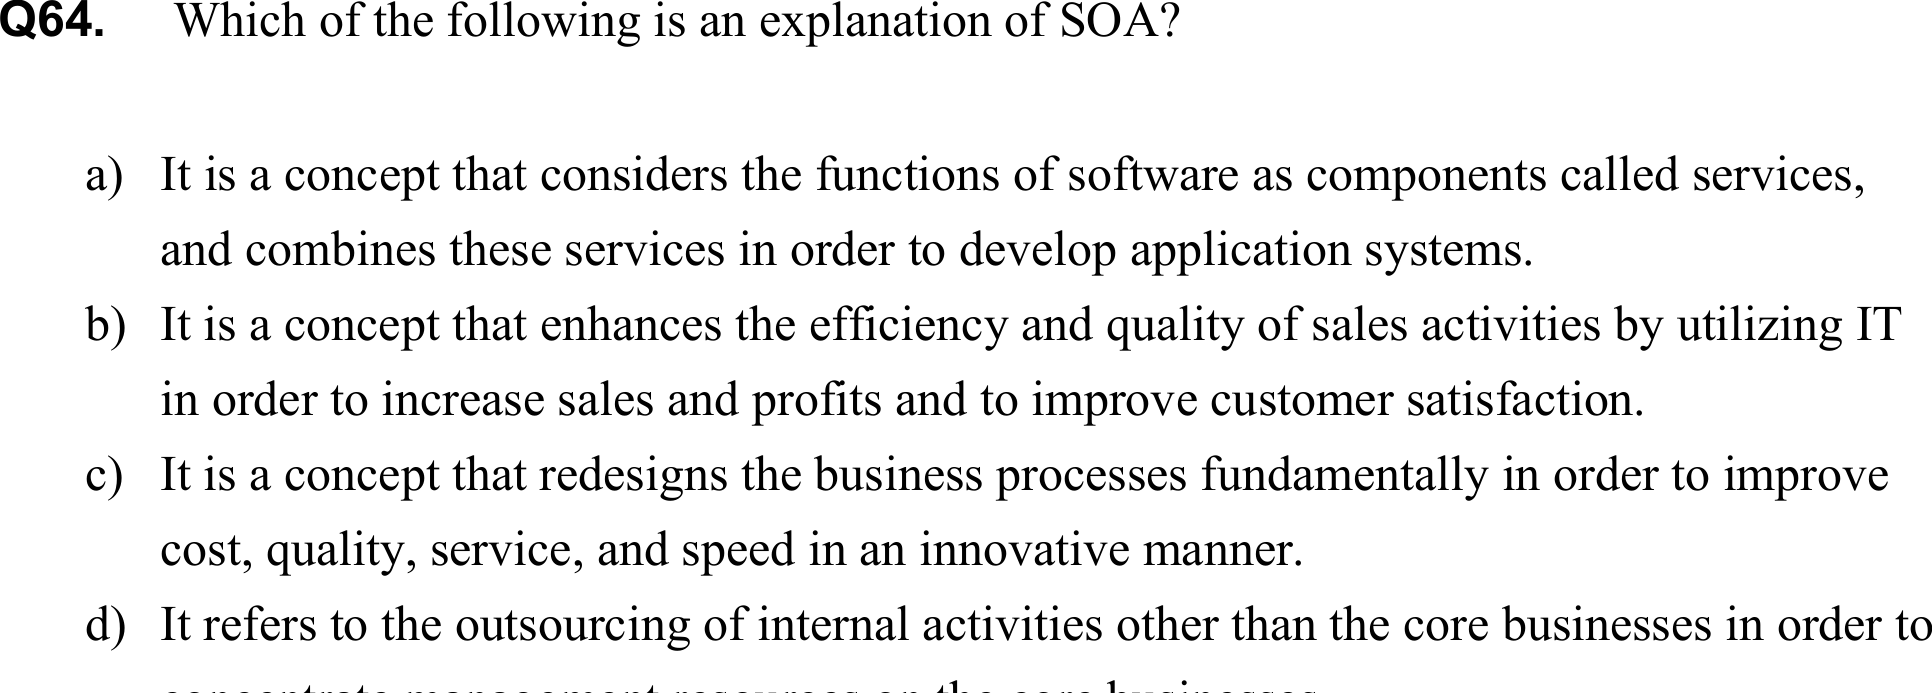 Q64. Which of the following is an explanation of SOA?
a) It is a concept that considers the functions of software as components called services,
and combines these services in order to develop application systems.
b) It is a concept that enhances the efficiency and quality of sales activities by utilizing IT
in order to increase sales and profits and to improve customer satisfaction.
c) It is a concept that redesigns the business processes fundamentally in order to improve
cost, quality, service, and speed in an innovative manner.
d) It refers to the outsourcing of internal activities other than the core businesses in order to